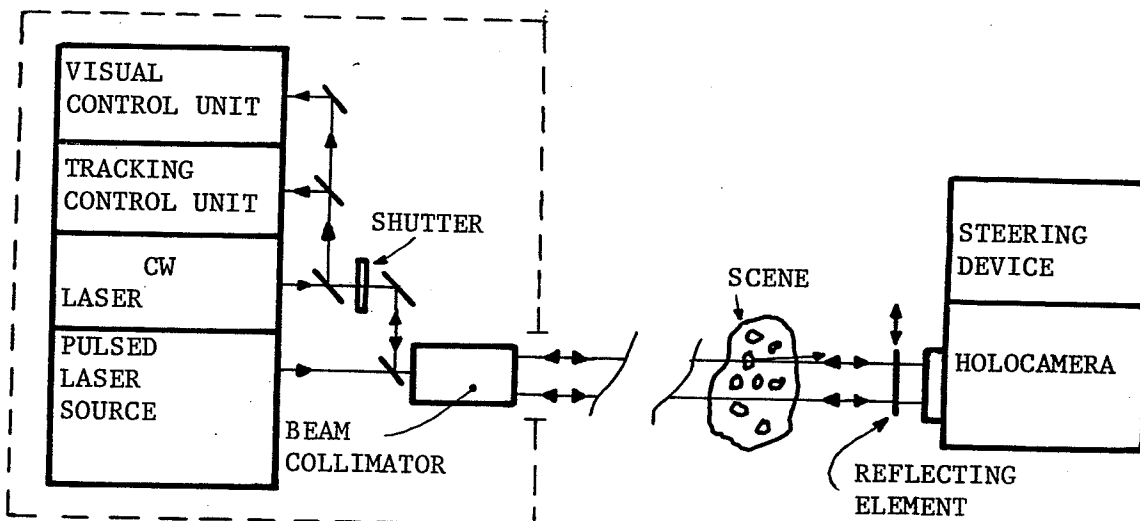 VISUAL
CONTROL UNIT
TRACKING
CONTROL UNIT
CW
LASER
PULSED
LASER
SOURCE
SHUTTER
BEAM
COLLIMATOR
SCENE
STEERING
DEVICE
HOLOCAMERA
REFLECTING
ELEMENT